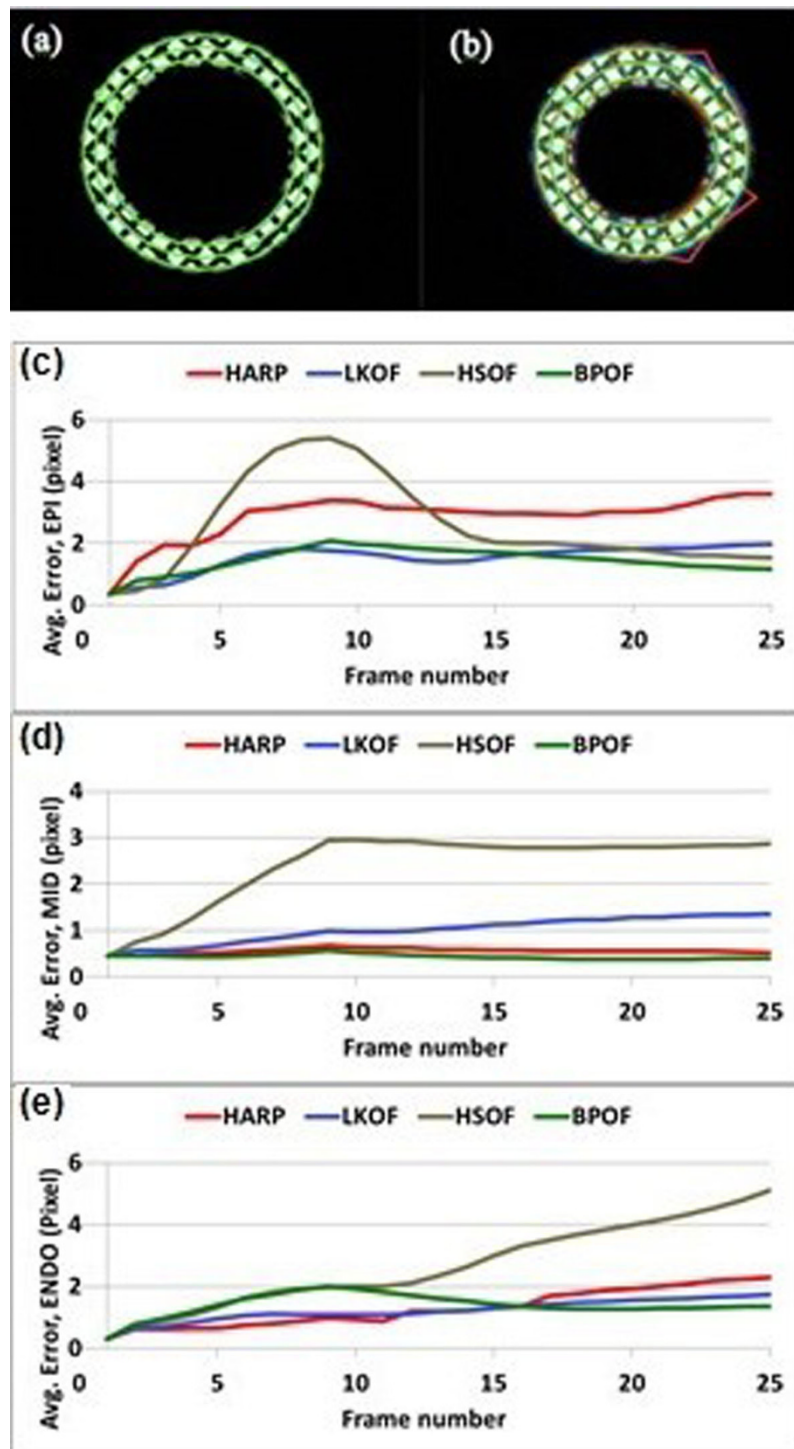 (a)
(b)
(c)
HARP LKOF HSOF BPOF
Avg. Error, EPI (pixel)
6
4
2
0
0 5 10 15 20 25
Frame number
(d)
HARP LKOF HSOF BPOF
Avg. Error, MID (pixel)
4
3
2
1
0
0 5 10 15 20 25
Frame number
(e)
HARP LKOF HSOF BPOF
Avg. Error, ENDO (Pixel)
6
4
2
0
0 5 10 15 20 25
Frame number